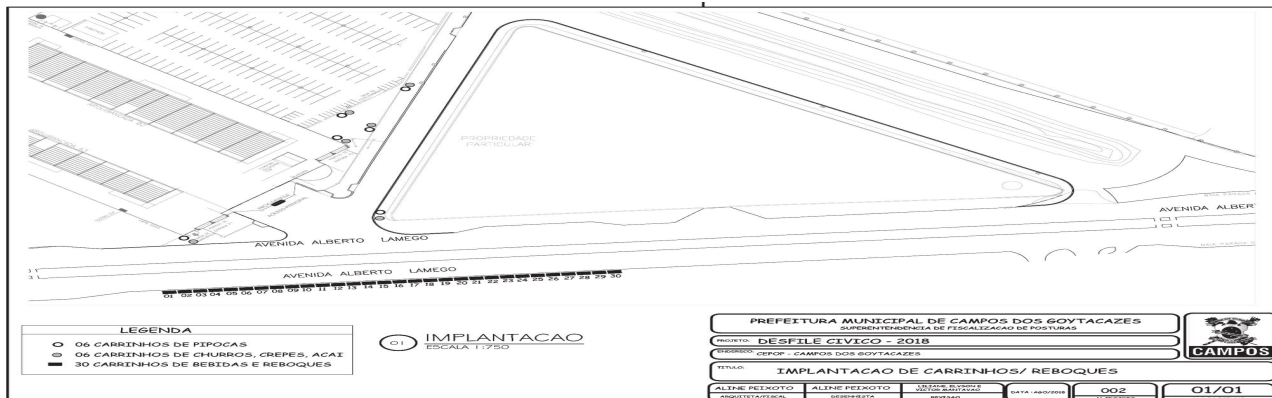 PROPRIEDADE
PARTICULAR
AVENIDA ALBER
AVENIDA ALBERTO LAMEGO
AVENIDA ALBERTO LAMEGO
01 02 03 04 05 06 07 08 09 10 11 12 13 14 15 16 17 18 19 20 21 22 23 24 25 26 27 28 29 30
LEGENDA
06 CARRINHOS DE PIPOCAS
06 CARRINHOS DE CHURROS, CREPES, ACAI
30 CARRINHOS DE BEBIDAS E REBOQUES
01 IMPLANTACAO
ESCALA 1:750
PREFEITURA MUNICIPAL DE CAMPOS DOS GOYTACAZES
SUPERENTENDENCIA DE FISCALIZACAO DE POSTURAS
PROJETO: DESFILE CIVICO - 2018
ENDERECO: CEPOP - CAMPOS DOS GOYTACAZES
TITULO: IMPLANTACAO DE CARRINHOS/ REBOQUES
CAMPOS
ALINE PEIXOTO ALINE PEIXOTO DATA : AGO/2018 002 01/01
ARQUITETA/FISCAL DESENHISTA REVISAO